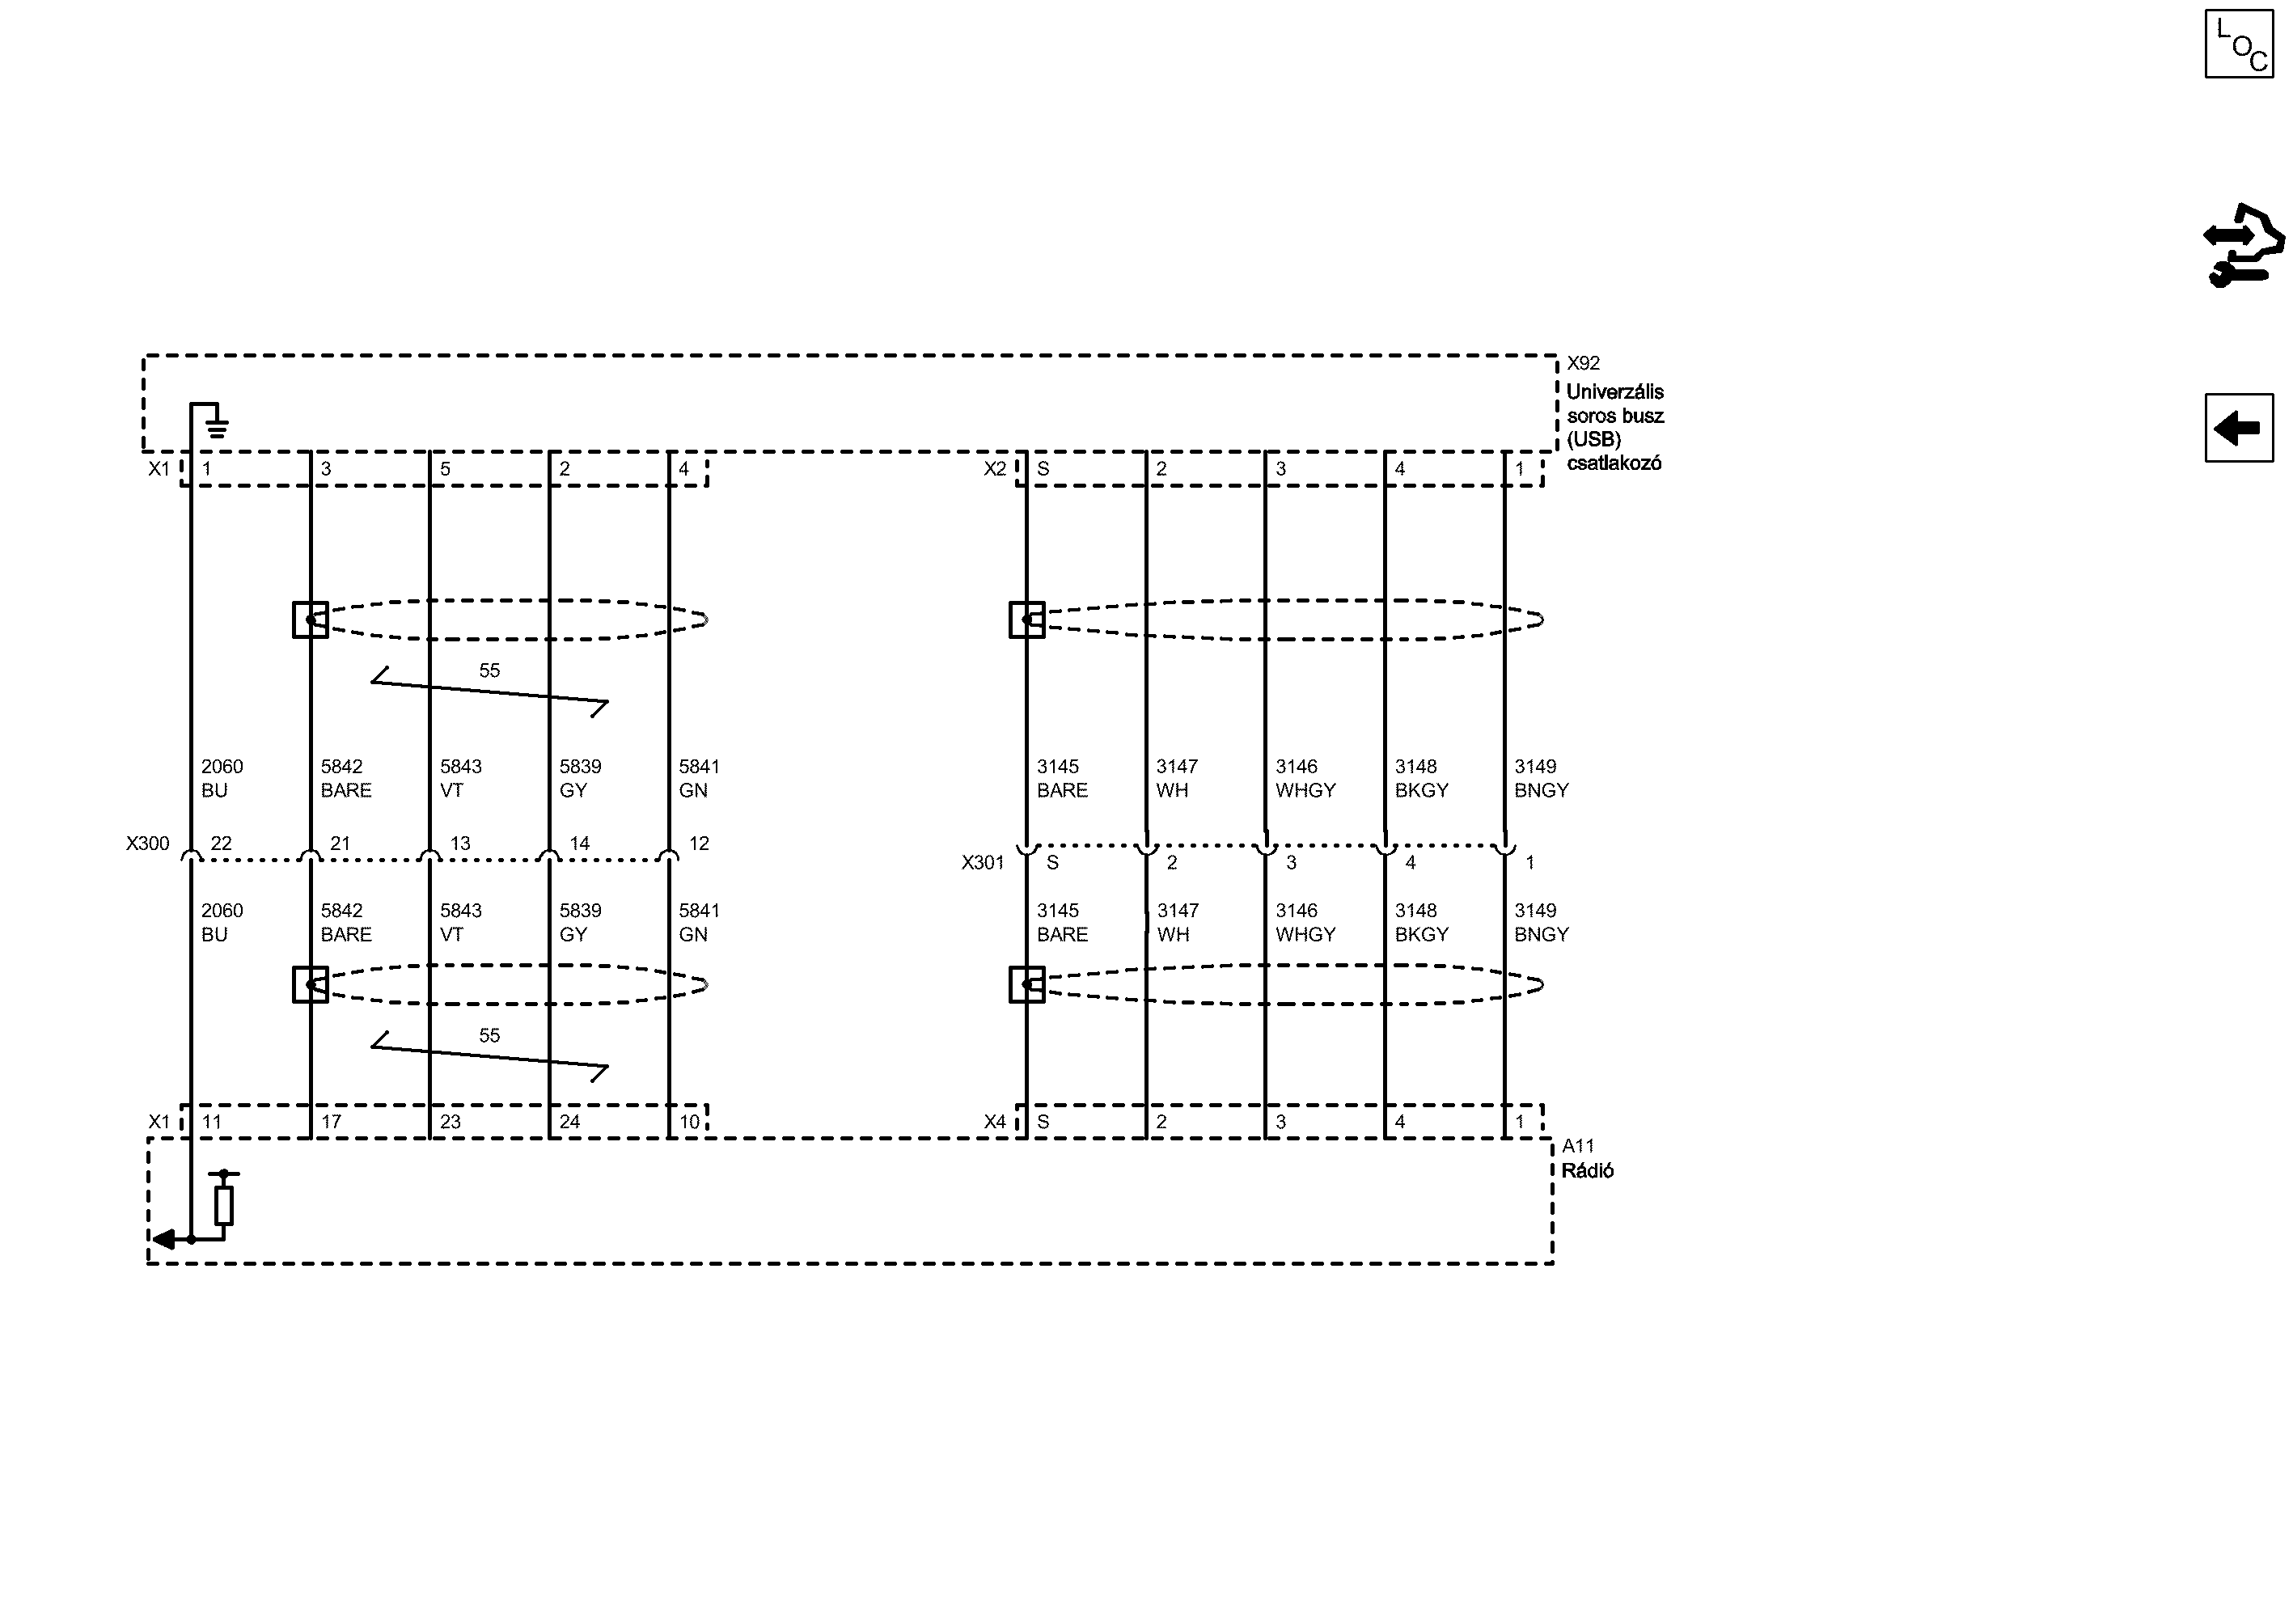 LOC
X92
Univerzális
soros busz
(USB)
csatlakozó
X1 1 3 5 2 4 X2 S 2 3 4 1
55
2060 5842 5843 5839 5841 3145 3147 3146 3148 3149
BU BARE VT GY GN BARE WH WHGY BKGY BNGY
X300 22 21 13 14 12
X301 S 2 3 4 1
2060 5842 5843 5839 5841 3145 3147 3146 3148 3149
BU BARE VT GY GN BARE WH WHGY BKGY BNGY
55
X1 11 17 23 24 10 X4 S 2 3 4 1
A11
Rádió